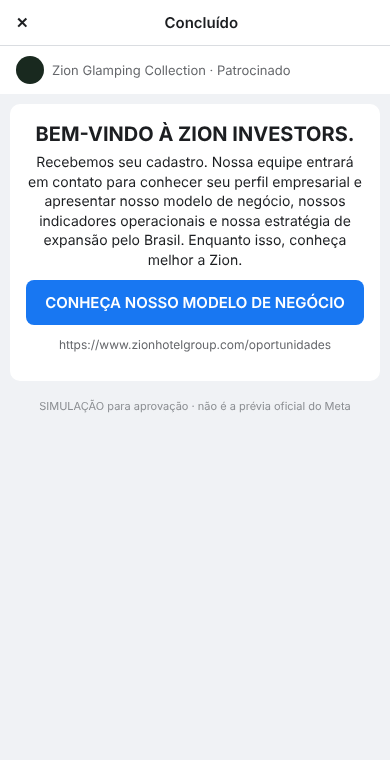 ✕ Concluído
Zion Glamping Collection · Patrocinado
BEM-VINDO À ZION INVESTORS.
Recebemos seu cadastro. Nossa equipe entrará
em contato para conhecer seu perfil empresarial e
apresentar nosso modelo de negócio, nossos
indicadores operacionais e nossa estratégia de
expansão pelo Brasil. Enquanto isso, conheça
melhor a Zion.
CONHEÇA NOSSO MODELO DE NEGÓCIO
https://www.zionhotelgroup.com/oportunidades
SIMULAÇÃO para aprovação · não é a prévia oficial do Meta